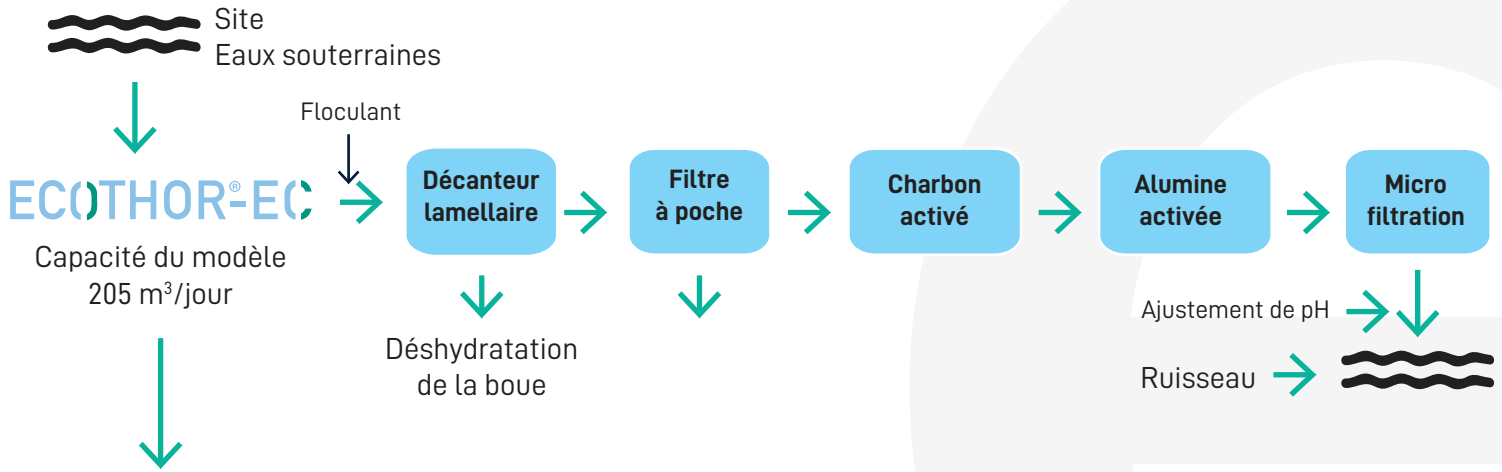 Site
Eaux souterraines
Floculant
ECOTHOR®-EC
Capacité du modèle
205 m³/jour
Décanteur
lamellaire
Filtre
à poche
Charbon
activé
Alumine
activée
Micro
filtration
Déshydratation
de la boue
Ajustement de pH
Ruisseau